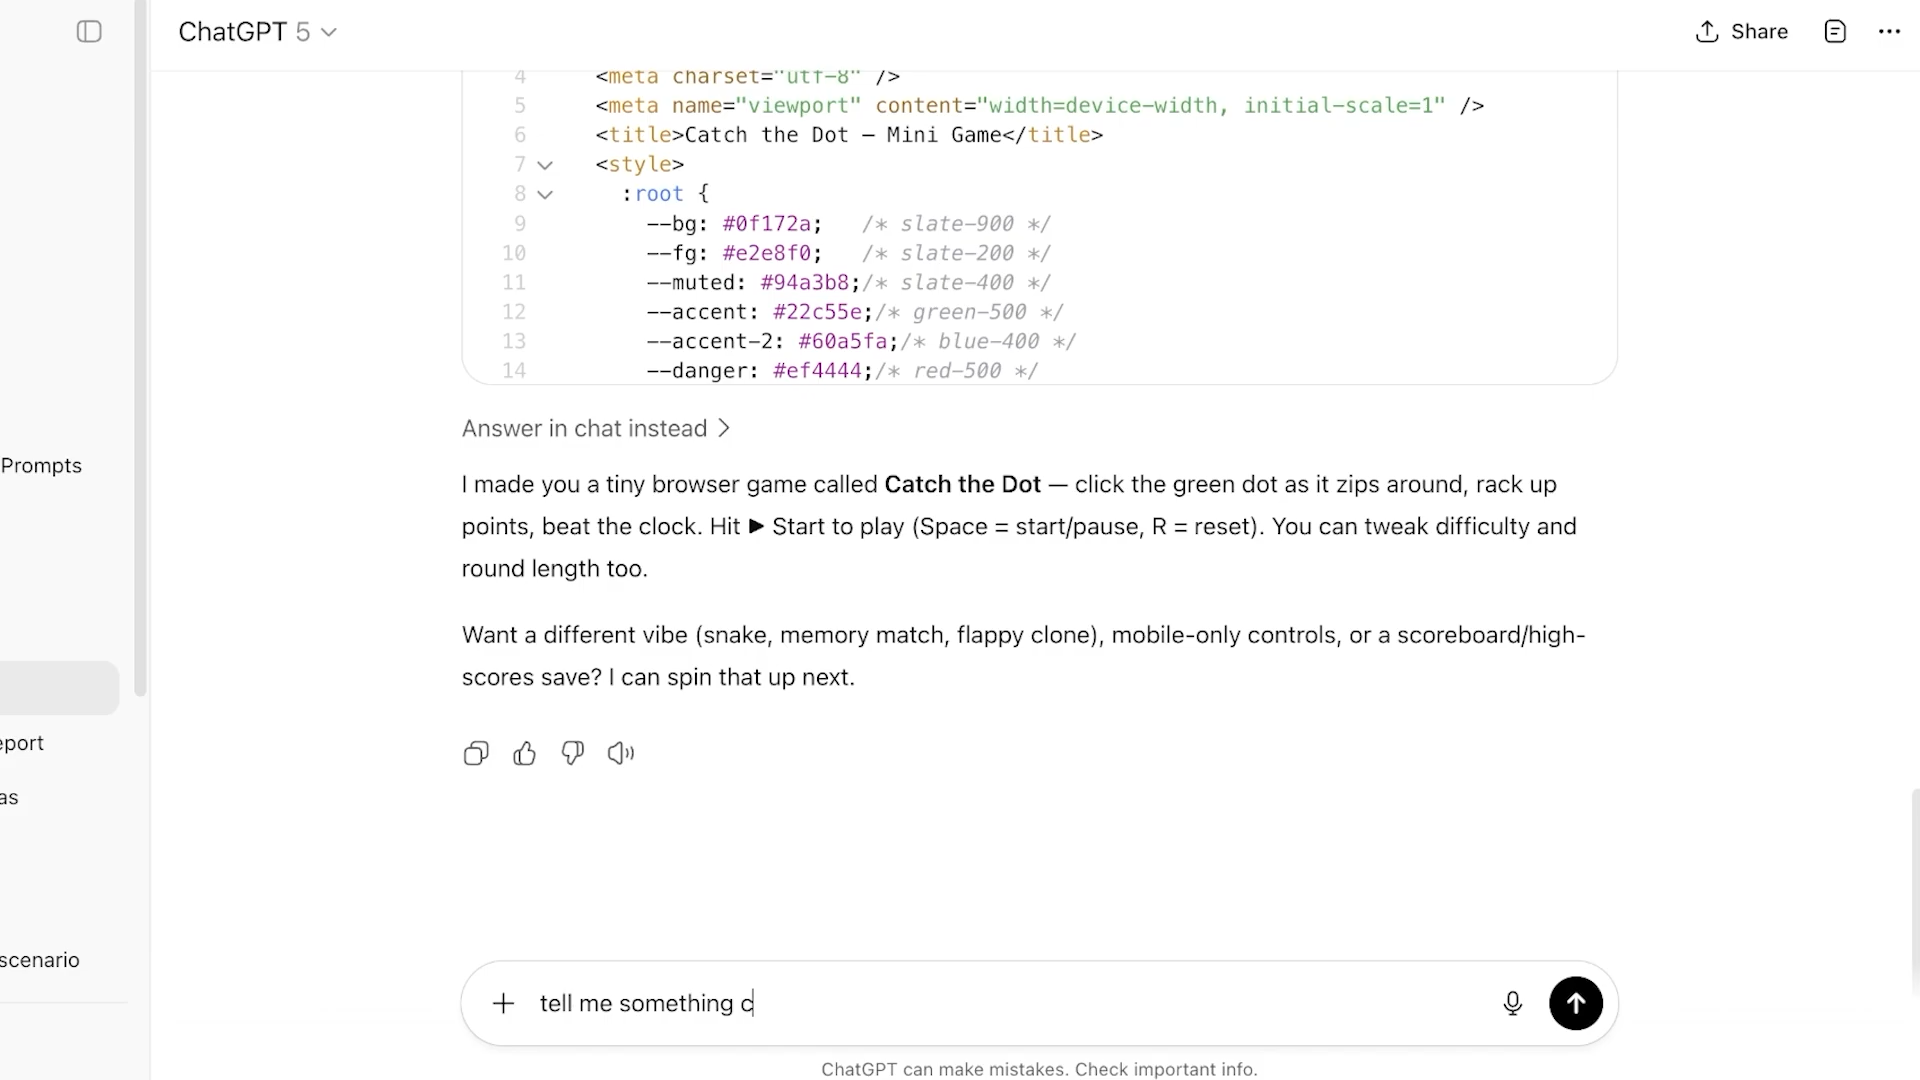 ChatGPT 5
Share
4 <meta charset="utf-8" />
5 <meta name="viewport" content="width=device-width, initial-scale=1" />
6 <title>Catch the Dot – Mini Game</title>
7 <style>
8 :root {
9 --bg: #0f172a; /* slate-900 */
10 --fg: #e2e8f0; /* slate-200 */
11 --muted: #94a3b8;/* slate-400 */
12 --accent: #22c55e;/* green-500 */
13 --accent-2: #60a5fa;/* blue-400 */
14 --danger: #ef4444;/* red-500 */
Answer in chat instead
I made you a tiny browser game called Catch the Dot — click the green dot as it zips around, rack up
points, beat the clock. Hit ▶ Start to play (Space = start/pause, R = reset). You can tweak difficulty and
round length too.
Want a different vibe (snake, memory match, flappy clone), mobile-only controls, or a scoreboard/high-
scores save? I can spin that up next.
Prompts
eport
as
scenario
tell me something c
ChatGPT can make mistakes. Check important info.